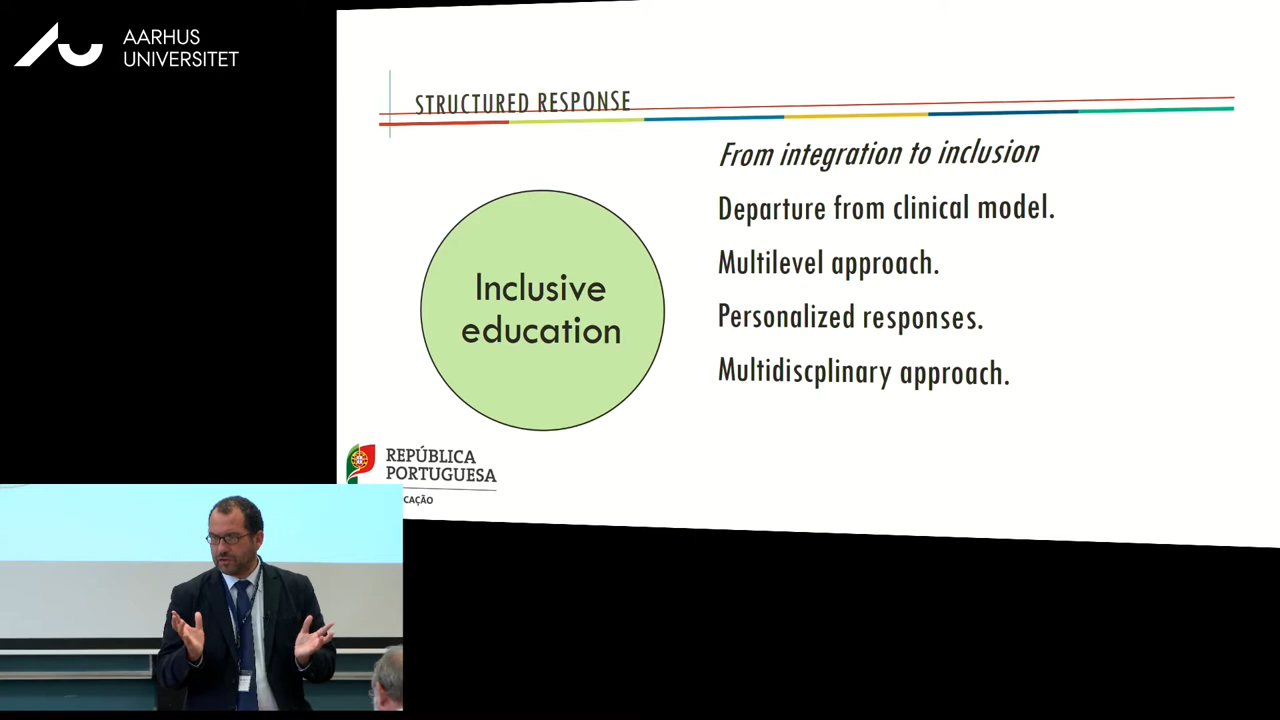 AARHUS
UNIVERSITET
STRUCTURED RESPONSE
From integration to inclusion
Departure from clinical model.
Multilevel approach.
Personalized responses.
Multidiscplinary approach.
Inclusive
education
REPÚBLICA
PORTUGUESA
CAÇÃO